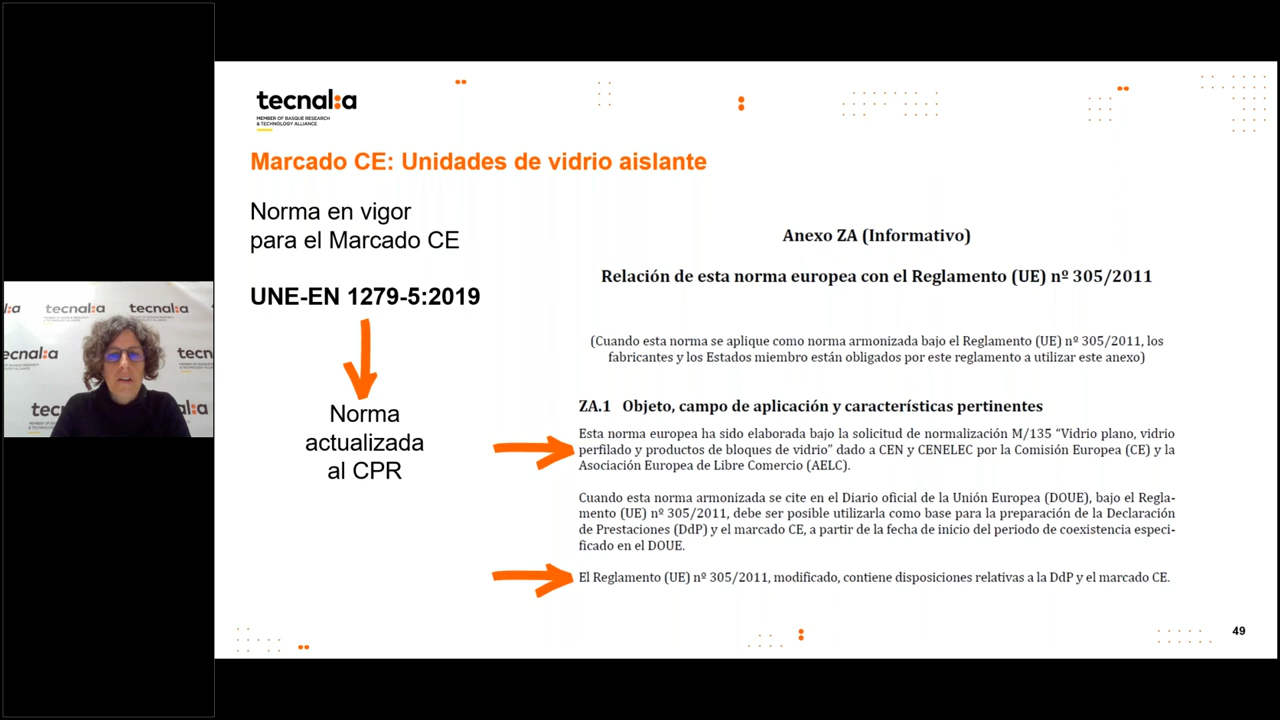 tecnal:a
MEMBER OF BASQUE RESEARCH
& TECHNOLOGY ALLIANCE
Marcado CE: Unidades de vidrio aislante
Norma en vigor
para el Marcado CE
UNE-EN 1279-5:2019
Norma
actualizada
al CPR
Anexo ZA (Informativo)
Relación de esta norma europea con el Reglamento (UE) nº 305/2011
(Cuando esta norma se aplique como norma armonizada bajo el Reglamento (UE) nº 305/2011, los
fabricantes y los Estados miembro están obligados por este reglamento a utilizar este anexo)
ZA.1 Objeto, campo de aplicación y características pertinentes
Esta norma europea ha sido elaborada bajo la solicitud de normalización M/135 “Vidrio plano, vidrio
perfilado y productos de bloques de vidrio” dado a CEN y CENELEC por la Comisión Europea (CE) y la
Asociación Europea de Libre Comercio (AELC).
Cuando esta norma armonizada se cite en el Diario oficial de la Unión Europea (DOUE), bajo el Regla-
mento (UE) nº 305/2011, debe ser posible utilizarla como base para la preparación de la Declaración
de Prestaciones (DdP) y el marcado CE, a partir de la fecha de inicio del periodo de coexistencia especi-
ficado en el DOUE.
El Reglamento (UE) nº 305/2011, modificado, contiene disposiciones relativas a la DdP y el marcado CE.
49
tecnal:a
tecnal:a
tecnal:a